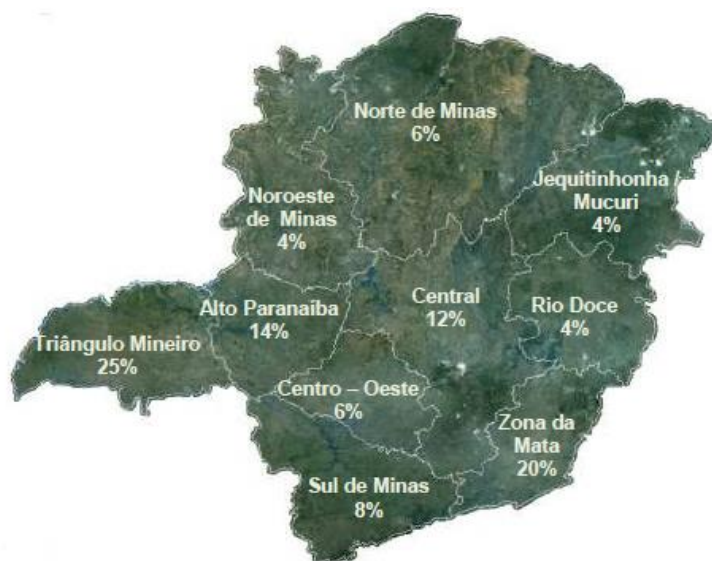 Norte de Minas
6%
Jequitinhonha /
Mucuri
4%
Noroeste
de Minas
4%
Alto Paranaíba
14%
Central
12%
Rio Doce
4%
Triângulo Mineiro
25%
Centro – Oeste
6%
Zona da
Mata
20%
Sul de Minas
8%